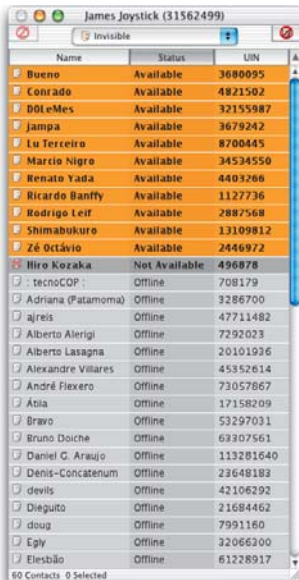 James Joystick (31562499)
Invisible
Name Status UIN
Bueno Available 3680095
Conrado Available 4821502
DOLeMes Available 32155987
jampa Available 3679242
Lu Terceiro Available 8700445
Marcio Nigro Available 34534550
Renato Yada Available 4403266
Ricardo Banffy Available 1127736
Rodrigo Leif Available 2887568
Shimabukuro Available 13109812
Zé Octávio Available 2446972
Hiro Kozaka Not Available 496878
: tecnoCOP : Offline 708179
Adriana (Patamoma) Offline 3286700
ajreis Offline 47711482
Alberto Alerigi Offline 7292023
Alberto Lasagna Offline 20101936
Alexandre Villares Offline 45352614
André Flexero Offline 73057867
Átila Offline 17158209
Bravo Offline 53297031
Bruno Doiche Offline 63307561
Daniel G. Araujo Offline 113281640
Denis-Concatenum Offline 23648183
devils Offline 42106292
Dieguito Offline 21684462
doug Offline 7991160
Egly Offline 32066300
Elesbão Offline 61228917
60 Contacts 0 Selected